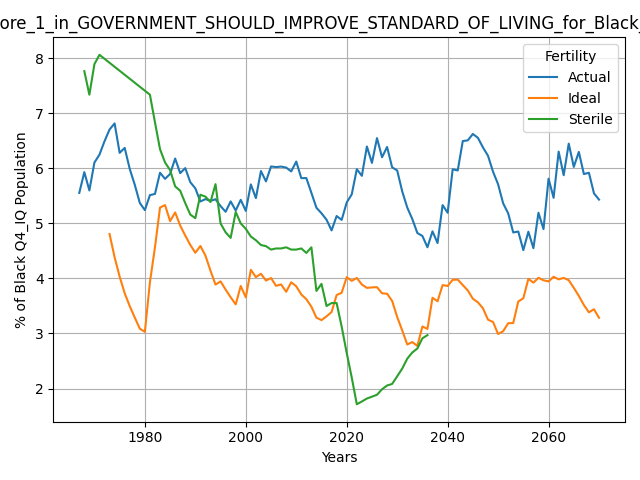 ore_1_in_GOVERNMENT_SHOULD_IMPROVE_STANDARD_OF_LIVING_for_Black_
Fertility
Actual
Ideal
Sterile
% of Black Q4_IQ Population
8
7
6
5
4
3
2
1980
2000
2020
2040
2060
Years